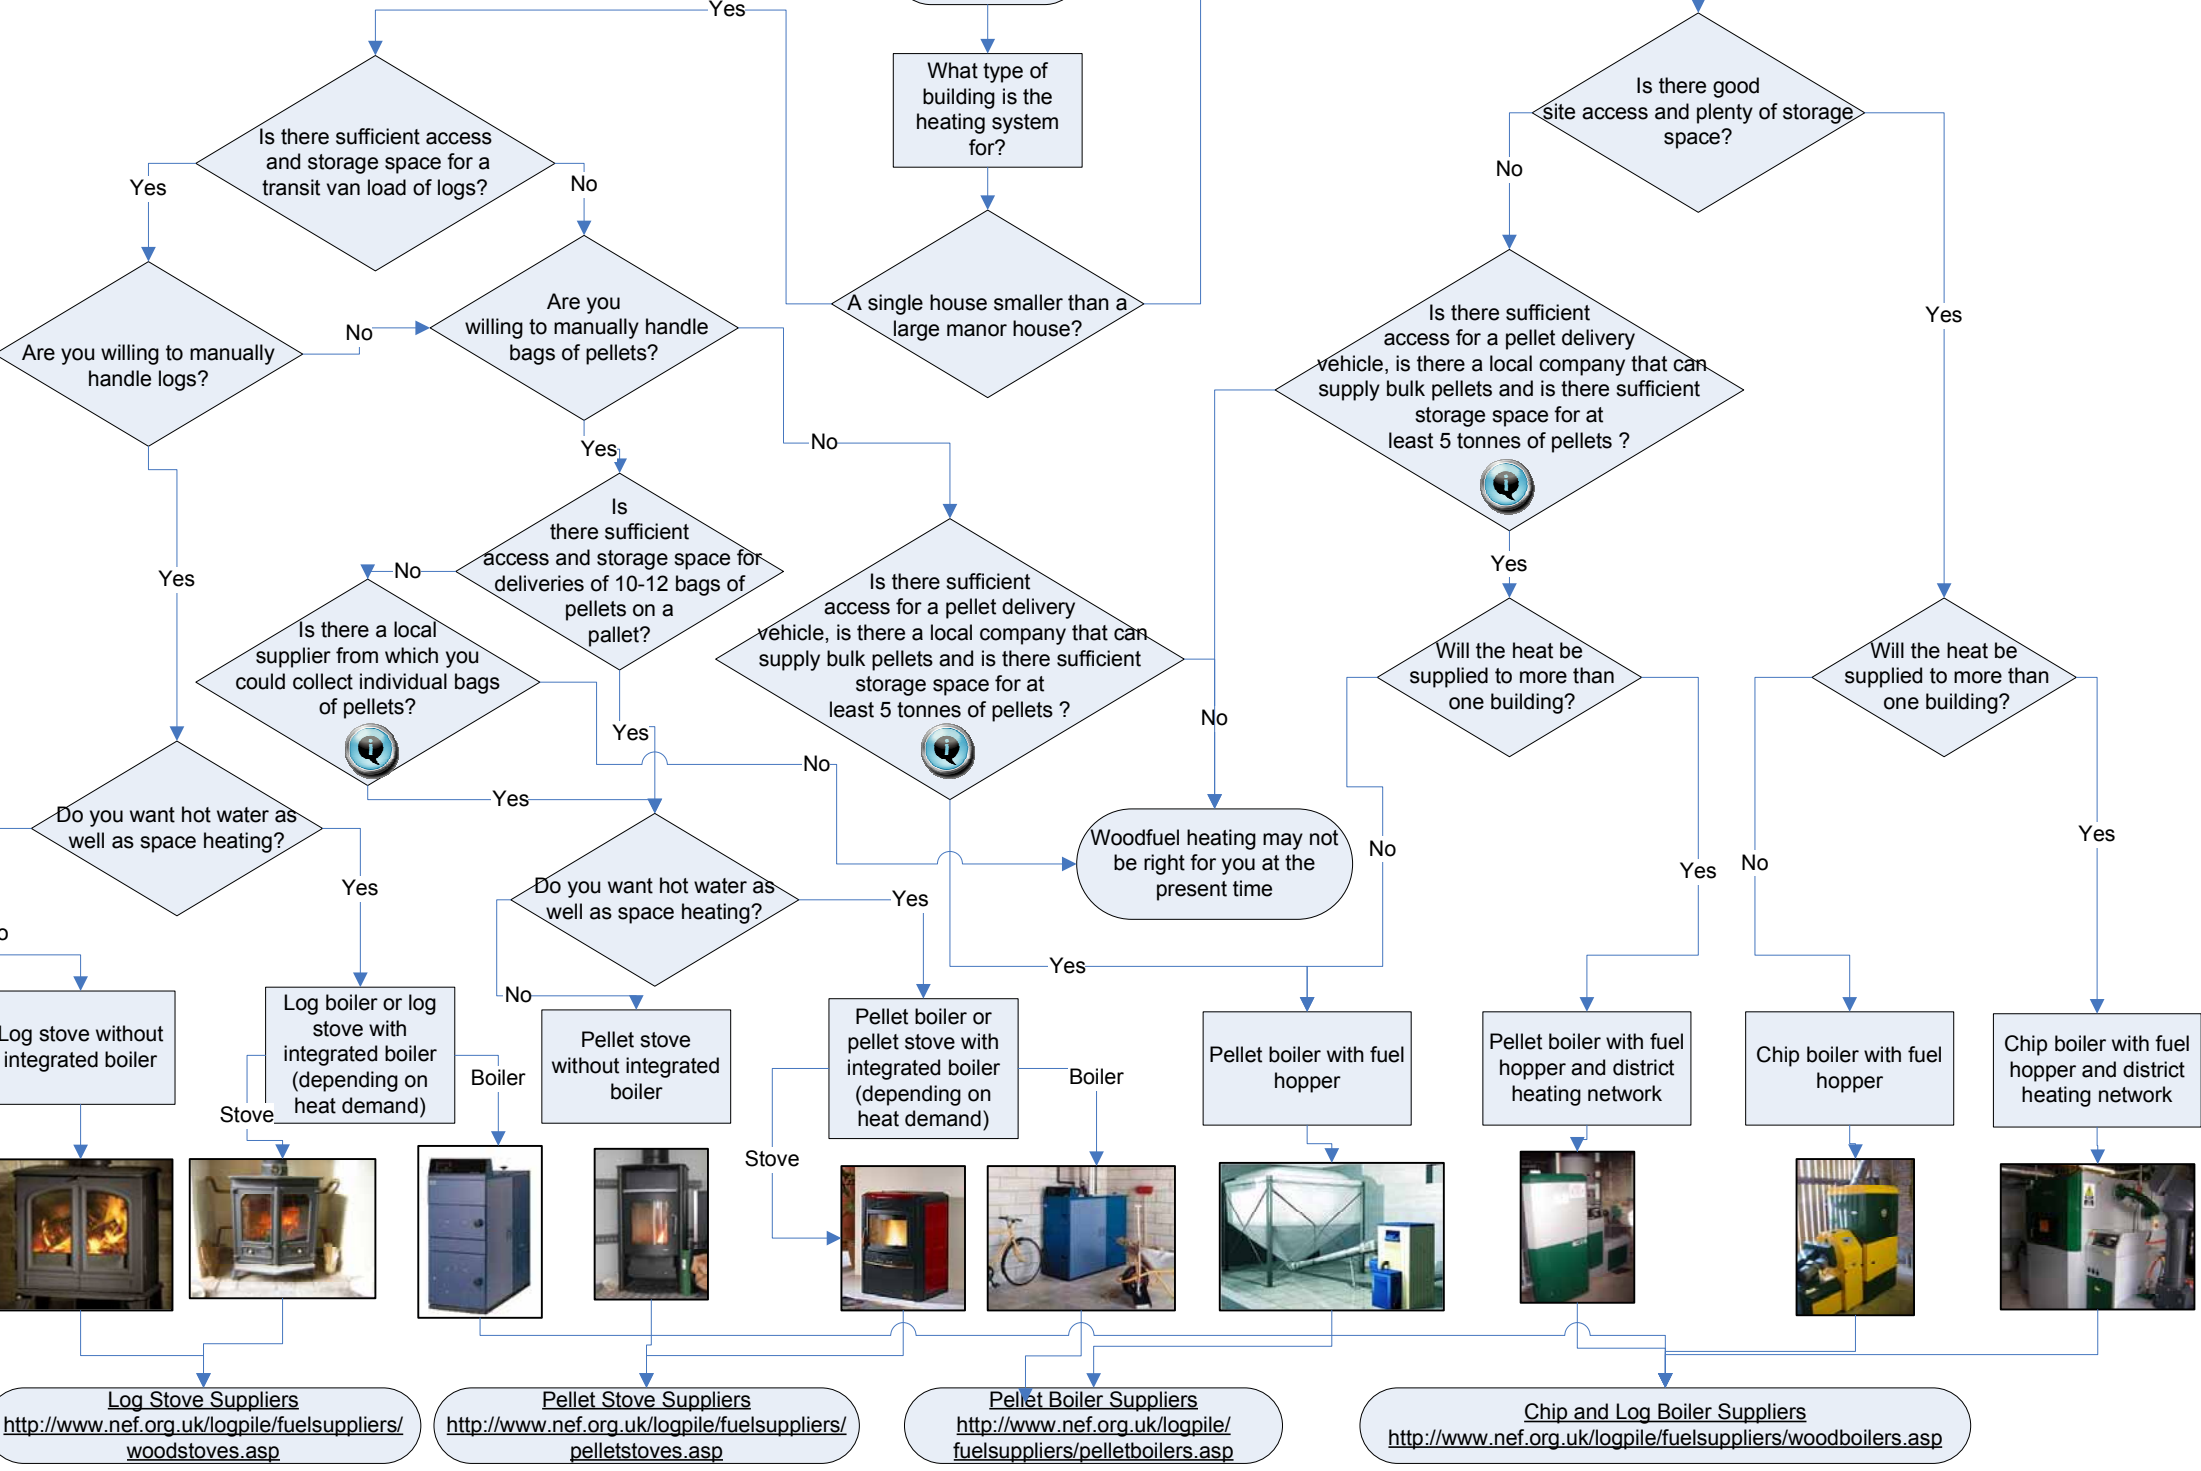 Yes
What type of
building is the
heating system
for?
Is there good
site access and plenty of storage
space?
Is there sufficient access
and storage space for a
transit van load of logs?
Yes
No
No
A single house smaller than a
large manor house?
Are you
willing to manually handle
bags of pellets?
No
Are you willing to manually
handle logs?
Is there sufficient
access for a pellet delivery
vehicle, is there a local company that can
supply bulk pellets and is there sufficient
storage space for at
least 5 tonnes of pellets ?
Yes
No
Yes
Is
there sufficient
access and storage space for
deliveries of 10-12 bags of
pellets on a
pallet?
No
Yes
Yes
Is there sufficient
access for a pellet delivery
vehicle, is there a local company that can
supply bulk pellets and is there sufficient
storage space for at
least 5 tonnes of pellets ?
Is there a local
supplier from which you
could collect individual bags
of pellets?
Will the heat be
supplied to more than
one building?
Will the heat be
supplied to more than
one building?
Yes
No
No
Yes
Do you want hot water as
well as space heating?
Woodfuel heating may not
be right for you at the
present time
No
Yes
No
Yes
Yes
Do you want hot water as
well as space heating?
Yes
No
Yes
Log stove without
integrated boiler
Log boiler or log
stove with
integrated boiler
(depending on
heat demand)
Pellet stove
without integrated
boiler
Pellet boiler or
pellet stove with
integrated boiler
(depending on
heat demand)
Pellet boiler with fuel
hopper
Pellet boiler with fuel
hopper and district
heating network
Chip boiler with fuel
hopper
Chip boiler with fuel
hopper and district
heating network
Stove
Boiler
Stove
Boiler
Log Stove Suppliers
http://www.nef.org.uk/logpile/fuelsuppliers/
woodstoves.asp
Pellet Stove Suppliers
http://www.nef.org.uk/logpile/fuelsuppliers/
pelletstoves.asp
Pellet Boiler Suppliers
http://www.nef.org.uk/logpile/
fuelsuppliers/pelletboilers.asp
Chip and Log Boiler Suppliers
http://www.nef.org.uk/logpile/fuelsuppliers/woodboilers.asp